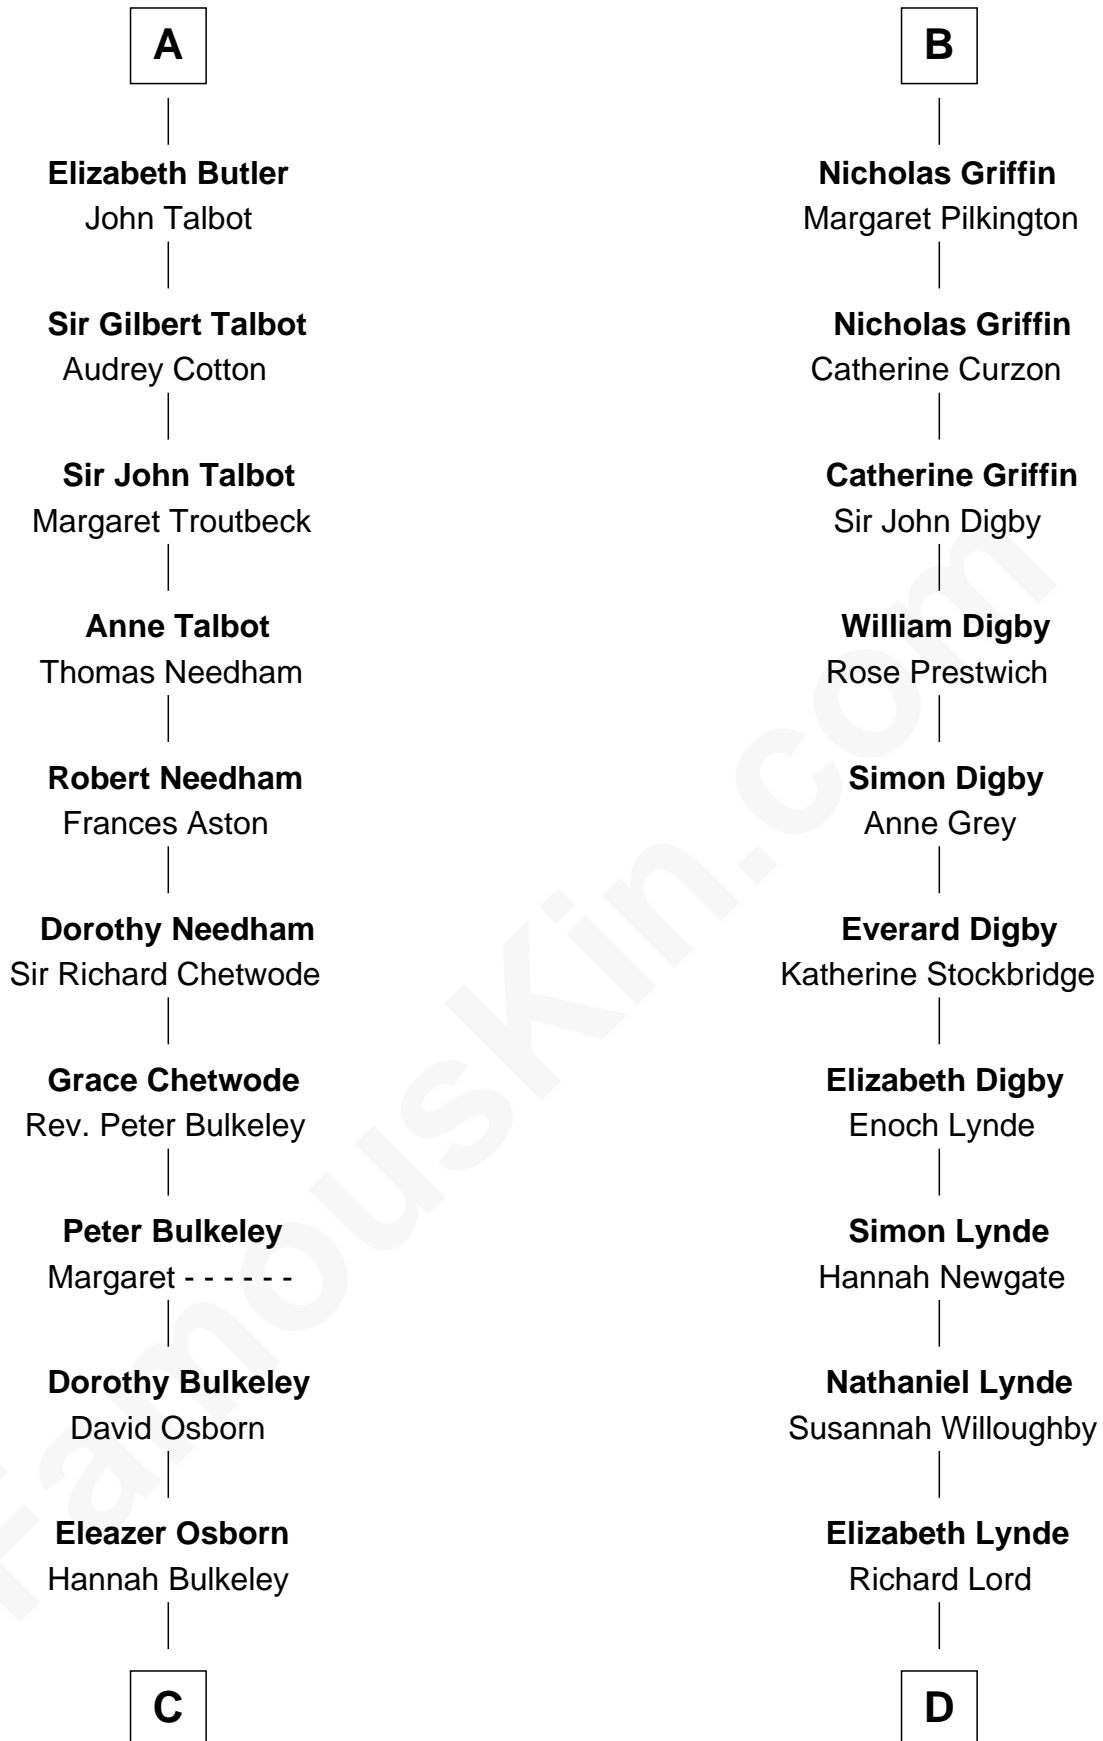 A
Elizabeth Butler
John Talbot
Sir Gilbert Talbot
Audrey Cotton
Sir John Talbot
Margaret Troutbeck
Anne Talbot
Thomas Needham
Robert Needham
Frances Aston
Dorothy Needham
Sir Richard Chetwode
Grace Chetwode
Rev. Peter Bulkeley
Peter Bulkeley
Margaret - - - - - -
Dorothy Bulkeley
David Osborn
Eleazer Osborn
Hannah Bulkeley
C
B
Nicholas Griffin
Margaret Pilkington
Nicholas Griffin
Catherine Curzon
Catherine Griffin
Sir John Digby
William Digby
Rose Prestwich
Simon Digby
Anne Grey
Everard Digby
Katherine Stockbridge
Elizabeth Digby
Enoch Lynde
Simon Lynde
Hannah Newgate
Nathaniel Lynde
Susannah Willoughby
Elizabeth Lynde
Richard Lord
D
FamousKin.com